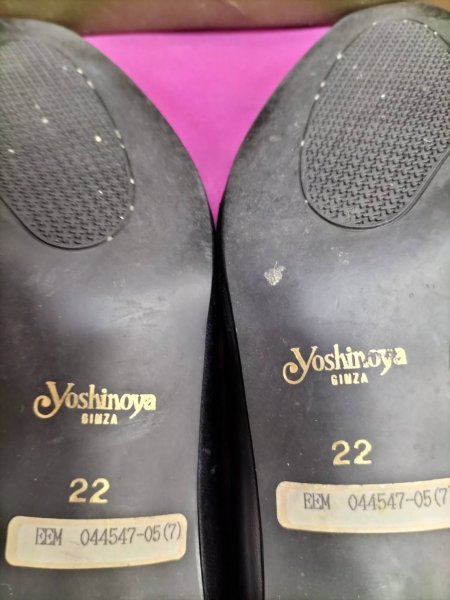 Yoshinoya
GINZA
22
EEM 044547-05(7)
Yoshinoya
GINZA
22
EEM 044547-05(7